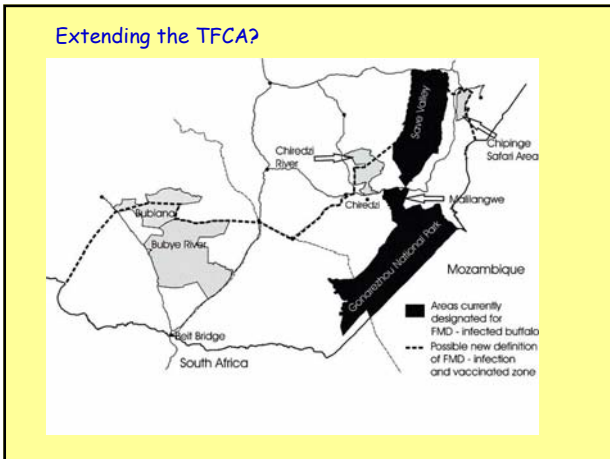 Extending the TFCA?
Save Valley
Chiredzi
River
Chipinge
Safari Area
Bubiana
Chiredzi
Malilangwe
Bubye River
Gonarezhou National Park
Mozambique
Areas currently
designated for
FMD - infected buffalo
Beit Bridge
Possible new definition
of FMD - infection
and vaccinated zone
South Africa